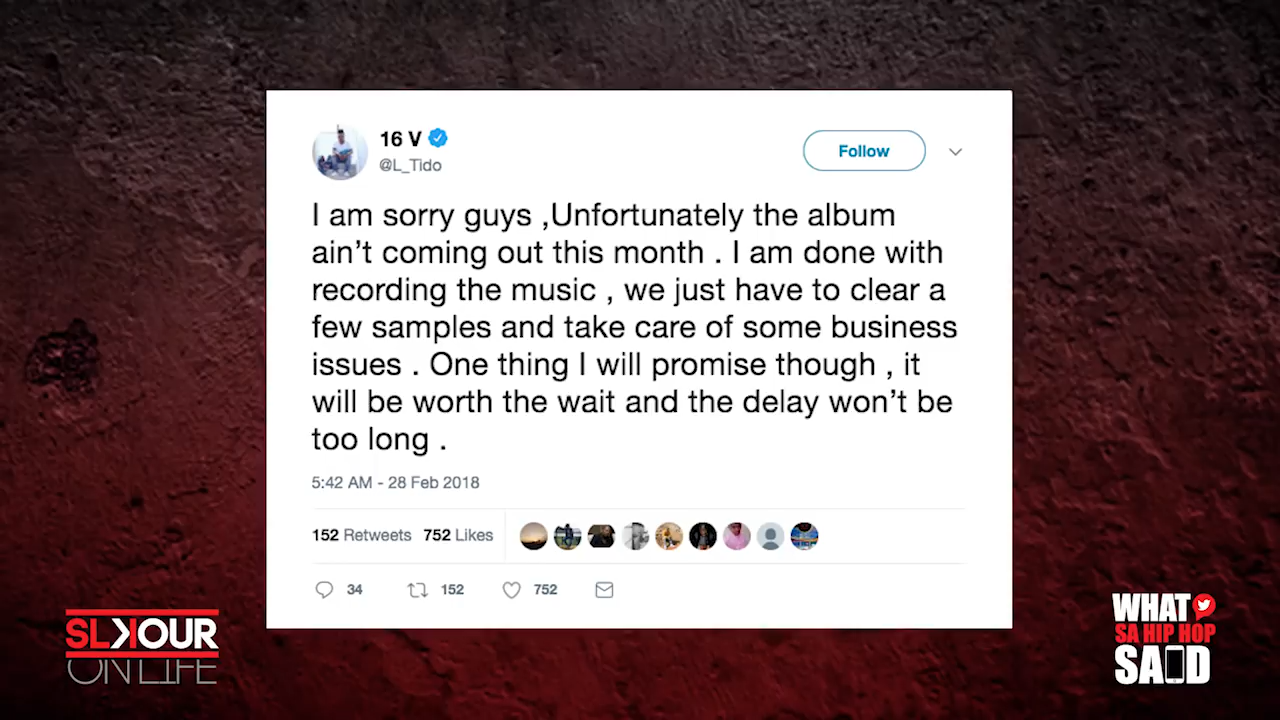 16 V
@L_Tido
Follow
I am sorry guys ,Unfortunately the album
ain’t coming out this month . I am done with
recording the music , we just have to clear a
few samples and take care of some business
issues . One thing I will promise though , it
will be worth the wait and the delay won’t be
too long .
5:42 AM - 28 Feb 2018
152 Retweets 752 Likes
34 152 752
SLIKOUR
ON LIFE
WHAT
SA HIP HOP
SAID